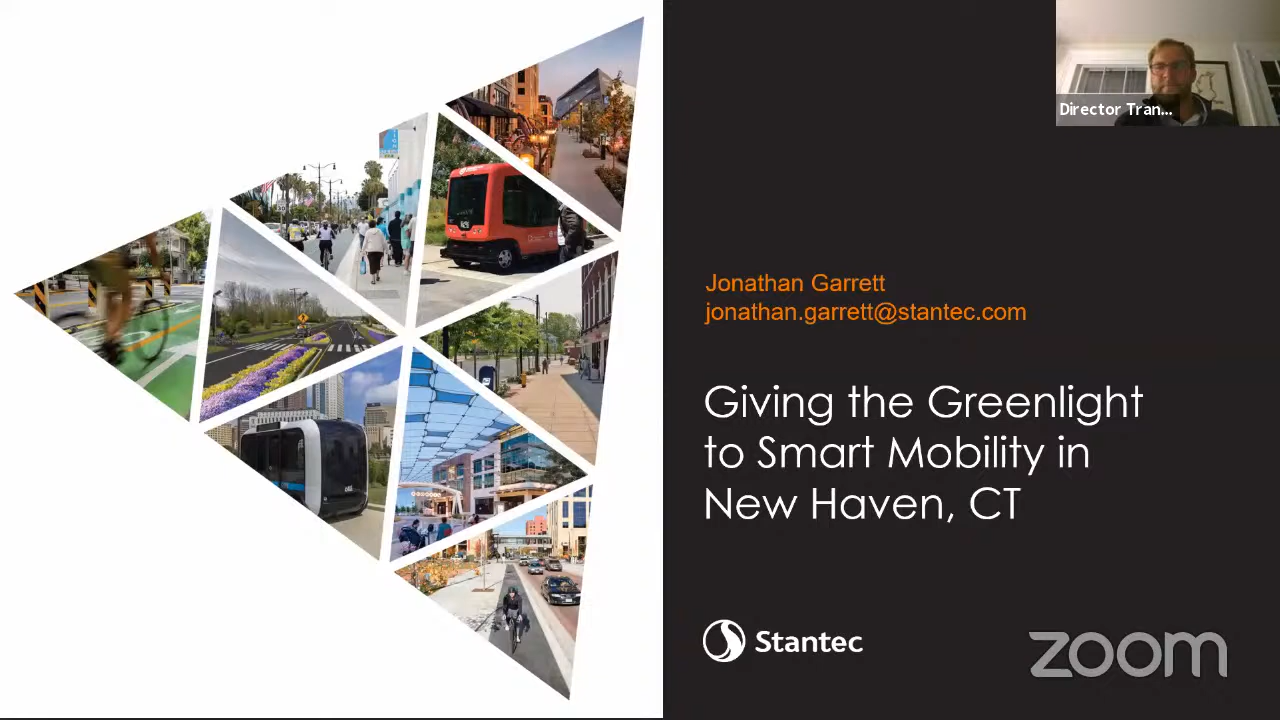 Director Tran...
Jonathan Garrett
jonathan.garrett@stantec.com
Giving the Greenlight
to Smart Mobility in
New Haven, CT
Stantec
zoom